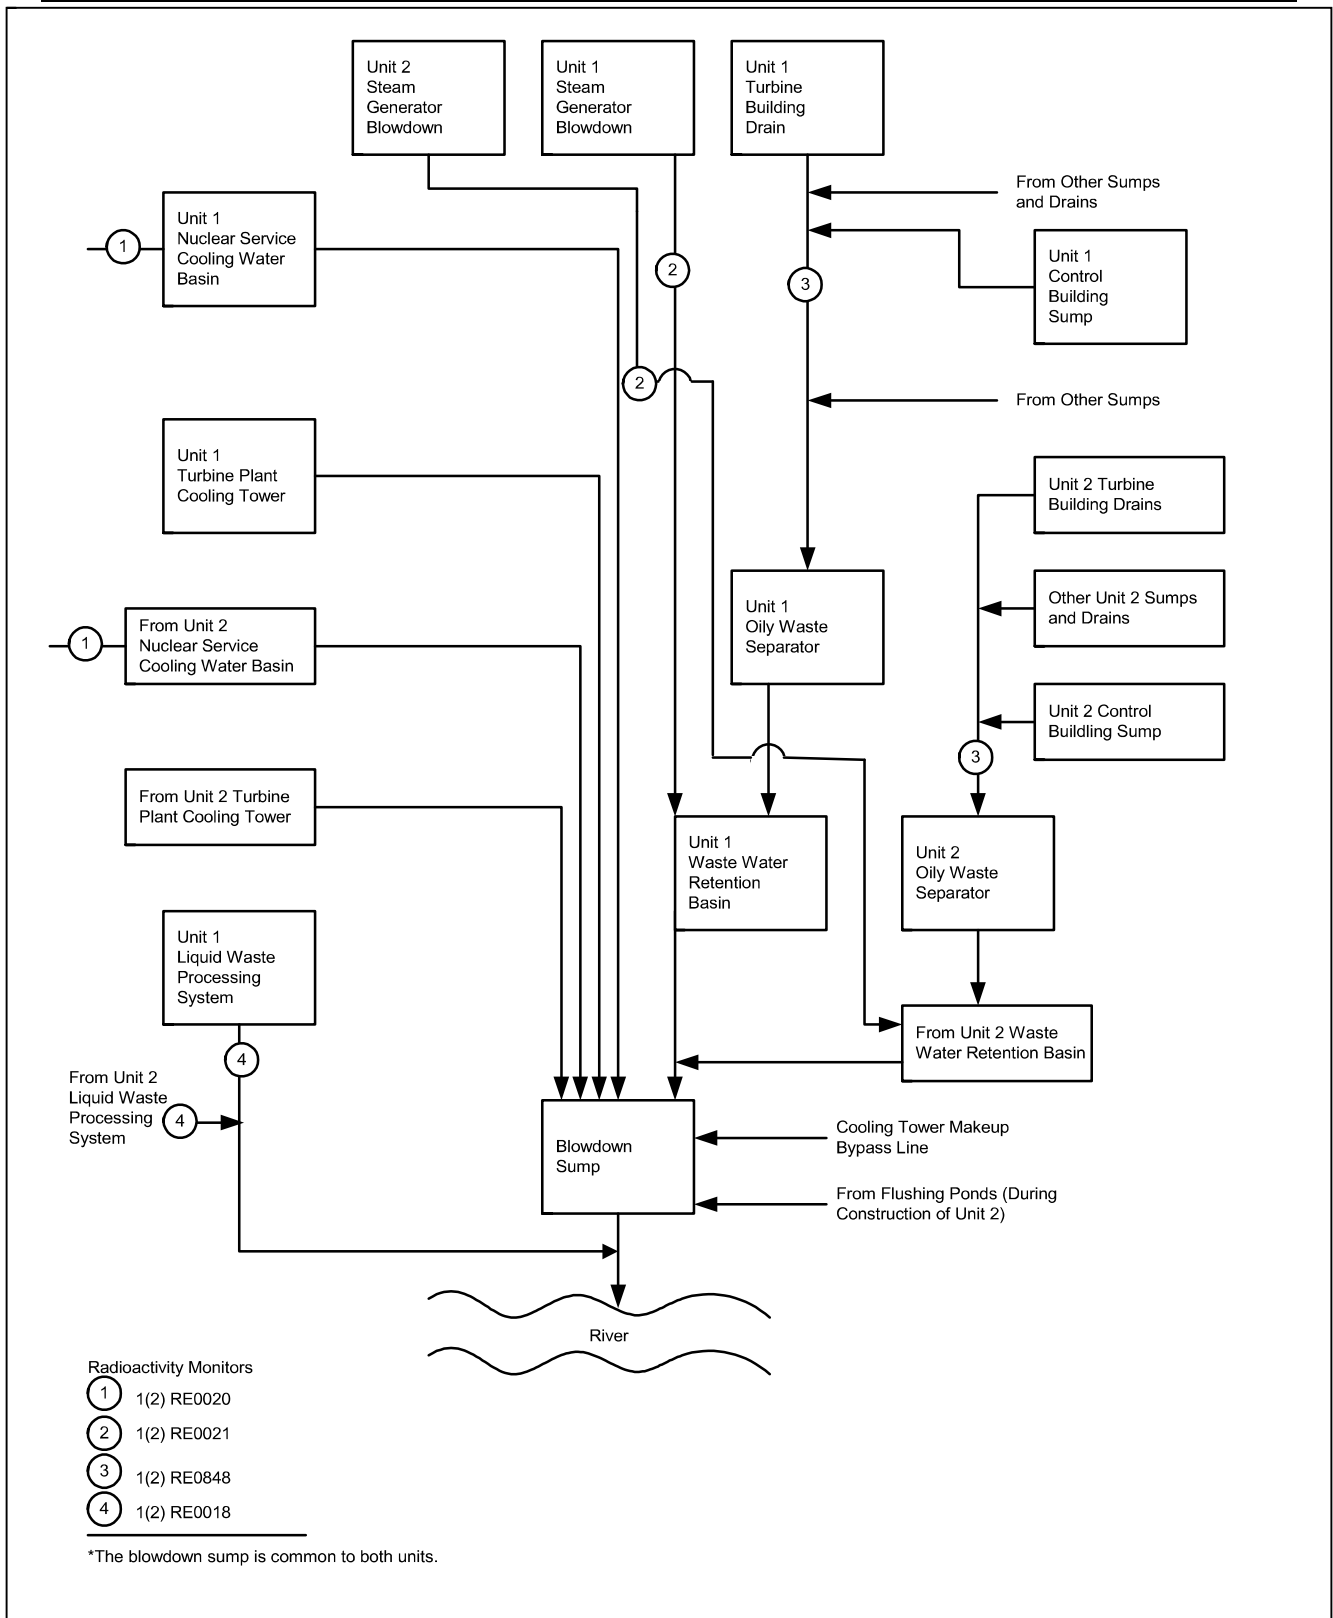 Unit 2
Steam
Generator
Blowdown
Unit 1
Steam
Generator
Blowdown
Unit 1
Turbine
Building
Drain
From Other Sumps
and Drains
Unit 1
Nuclear Service
Cooling Water
Basin
1
2
3
Unit 1
Control
Building
Sump
2
From Other Sumps
Unit 1
Turbine Plant
Cooling Tower
Unit 2 Turbine
Building Drains
Unit 1
Oily Waste
Separator
Other Unit 2 Sumps
and Drains
1
From Unit 2
Nuclear Service
Cooling Water Basin
Unit 2 Control
Buildling Sump
3
From Unit 2 Turbine
Plant Cooling Tower
Unit 1
Waste Water
Retention
Basin
Unit 2
Oily Waste
Separator
Unit 1
Liquid Waste
Processing
System
From Unit 2 Waste
Water Retention Basin
4
From Unit 2
Liquid Waste
Processing
System
4
Blowdown
Sump
Cooling Tower Makeup
Bypass Line
From Flushing Ponds (During
Construction of Unit 2)
River
Radioactivity Monitors
1 1(2) RE0020
2 1(2) RE0021
3 1(2) RE0848
4 1(2) RE0018
*The blowdown sump is common to both units.